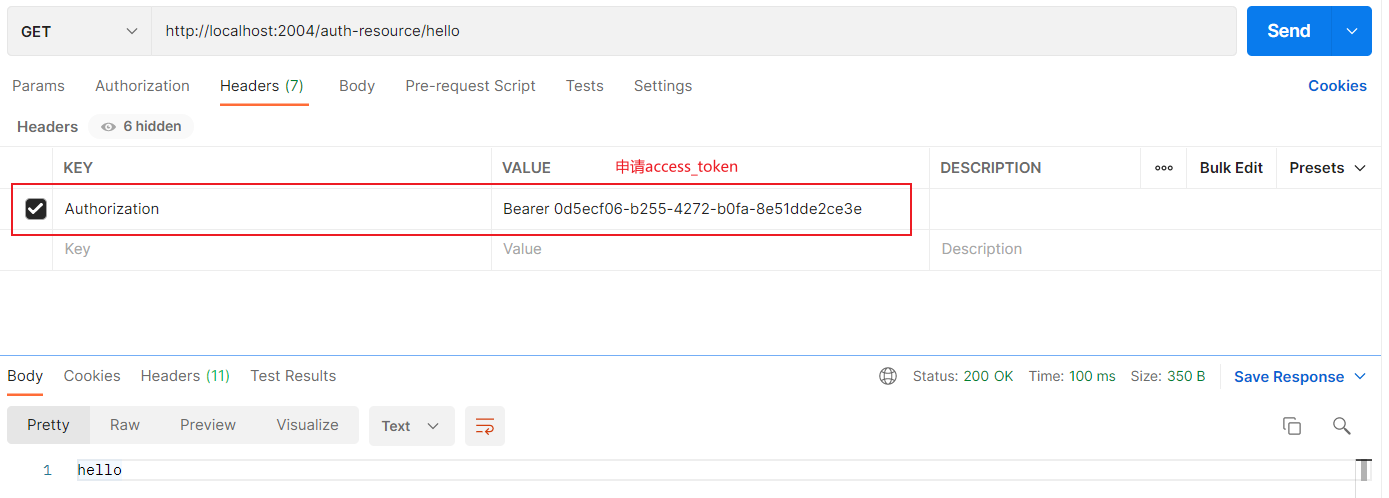 GET http://localhost:2004/auth-resource/hello Send
Params Authorization Headers (7) Body Pre-request Script Tests Settings Cookies
Headers 6 hidden
KEY VALUE 申请access_token DESCRIPTION ooo Bulk Edit Presets
Authorization Bearer 0d5ecf06-b255-4272-b0fa-8e51dde2ce3e
Key Value Description
Body Cookies Headers (11) Test Results Status: 200 OK Time: 100 ms Size: 350 B Save Response
Pretty Raw Preview Visualize Text
1 hello